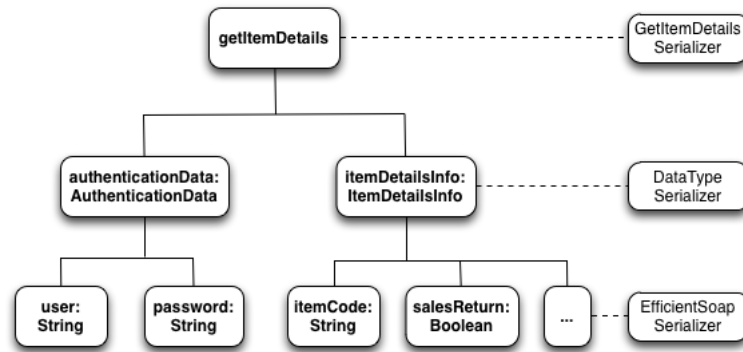 getItemDetails
GetItemDetails
Serializer
authenticationData:
AuthenticationData
itemDetailsInfo:
ItemDetailsInfo
DataType
Serializer
user:
String
password:
String
itemCode:
String
salesReturn:
Boolean
...
EfficientSoap
Serializer